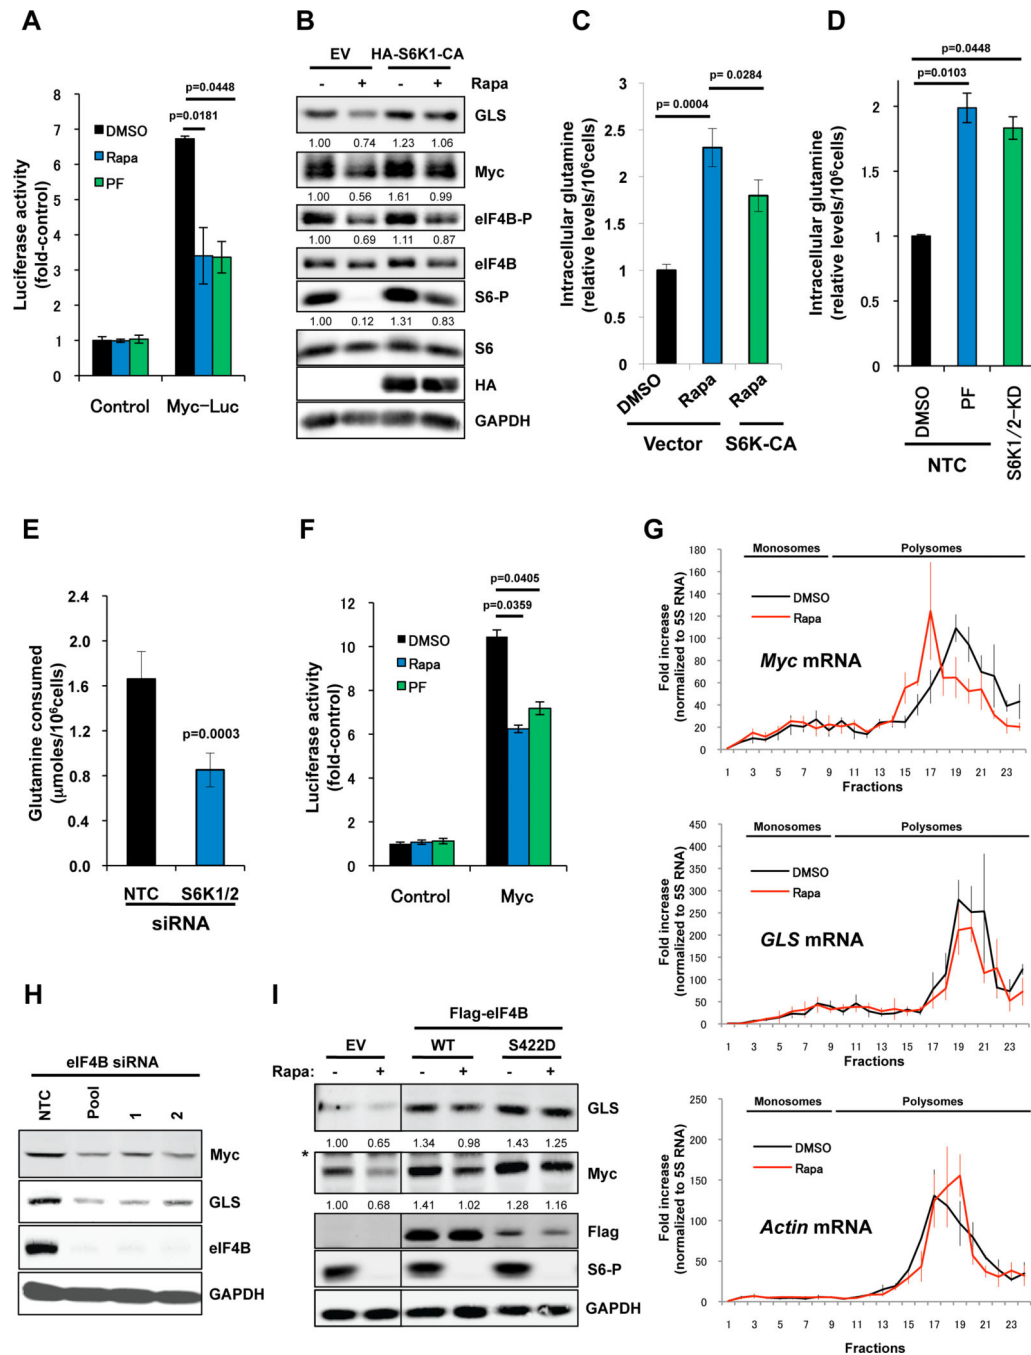 A
p=0.0448
p=0.0181
DMSO
Rapa
PF
Luciferase activity
(fold-control)
8
7
6
5
4
3
2
1
0
Control Myc-Luc
B
EV HA-S6K1-CA
- + - + Rapa
GLS
1.00 0.74 1.23 1.06
Myc
1.00 0.56 1.61 0.99
eIF4B-P
1.00 0.69 1.11 0.87
eIF4B
S6-P
1.00 0.12 1.31 0.83
S6
HA
GAPDH
C
p= 0.0284
p= 0.0004
Intracellular glutamine
(relative levels/10⁶cells)
3
2.5
2
1.5
1
0.5
0
DMSO Rapa Rapa
Vector S6K-CA
D
p=0.0448
p=0.0103
Intracellular glutamine
(relative levels/10⁶cells)
2
1
0
DMSO PF S6K1/2-KD
NTC
E
Glutamine consumed
(µmoles/10⁶cells)
2.4
2.0
1.6
1.2
0.8
0.4
0.0
p=0.0003
NTC S6K1/2
siRNA
F
p=0.0405
p=0.0359
DMSO
Rapa
PF
Luciferase activity
(fold-control)
12
10
8
6
4
2
0
Control Myc
G
Monosomes Polysomes
DMSO
Rapa
Myc mRNA
Fold increase
(normalized to 5S RNA)
180
160
140
120
100
80
60
40
20
0
1 3 5 7 9 11 13 15 17 19 21 23
Fractions
Monosomes Polysomes
DMSO
Rapa
GLS mRNA
Fold increase
(normalized to 5S RNA)
450
400
350
300
250
200
150
100
50
0
1 3 5 7 9 11 13 15 17 19 21 23
Fractions
Monosomes Polysomes
DMSO
Rapa
Actin mRNA
Fold increase
(normalized to 5S RNA)
250
200
150
100
50
0
1 3 5 7 9 11 13 15 17 19 21 23
Fractions
H
eIF4B siRNA
NTC Pool 1 2
Myc
GLS
eIF4B
GAPDH
I
Flag-eIF4B
EV WT S422D
Rapa: - + - + - +
GLS
1.00 0.65 1.34 0.98 1.43 1.25
*
Myc
1.00 0.68 1.41 1.02 1.28 1.16
Flag
S6-P
GAPDH